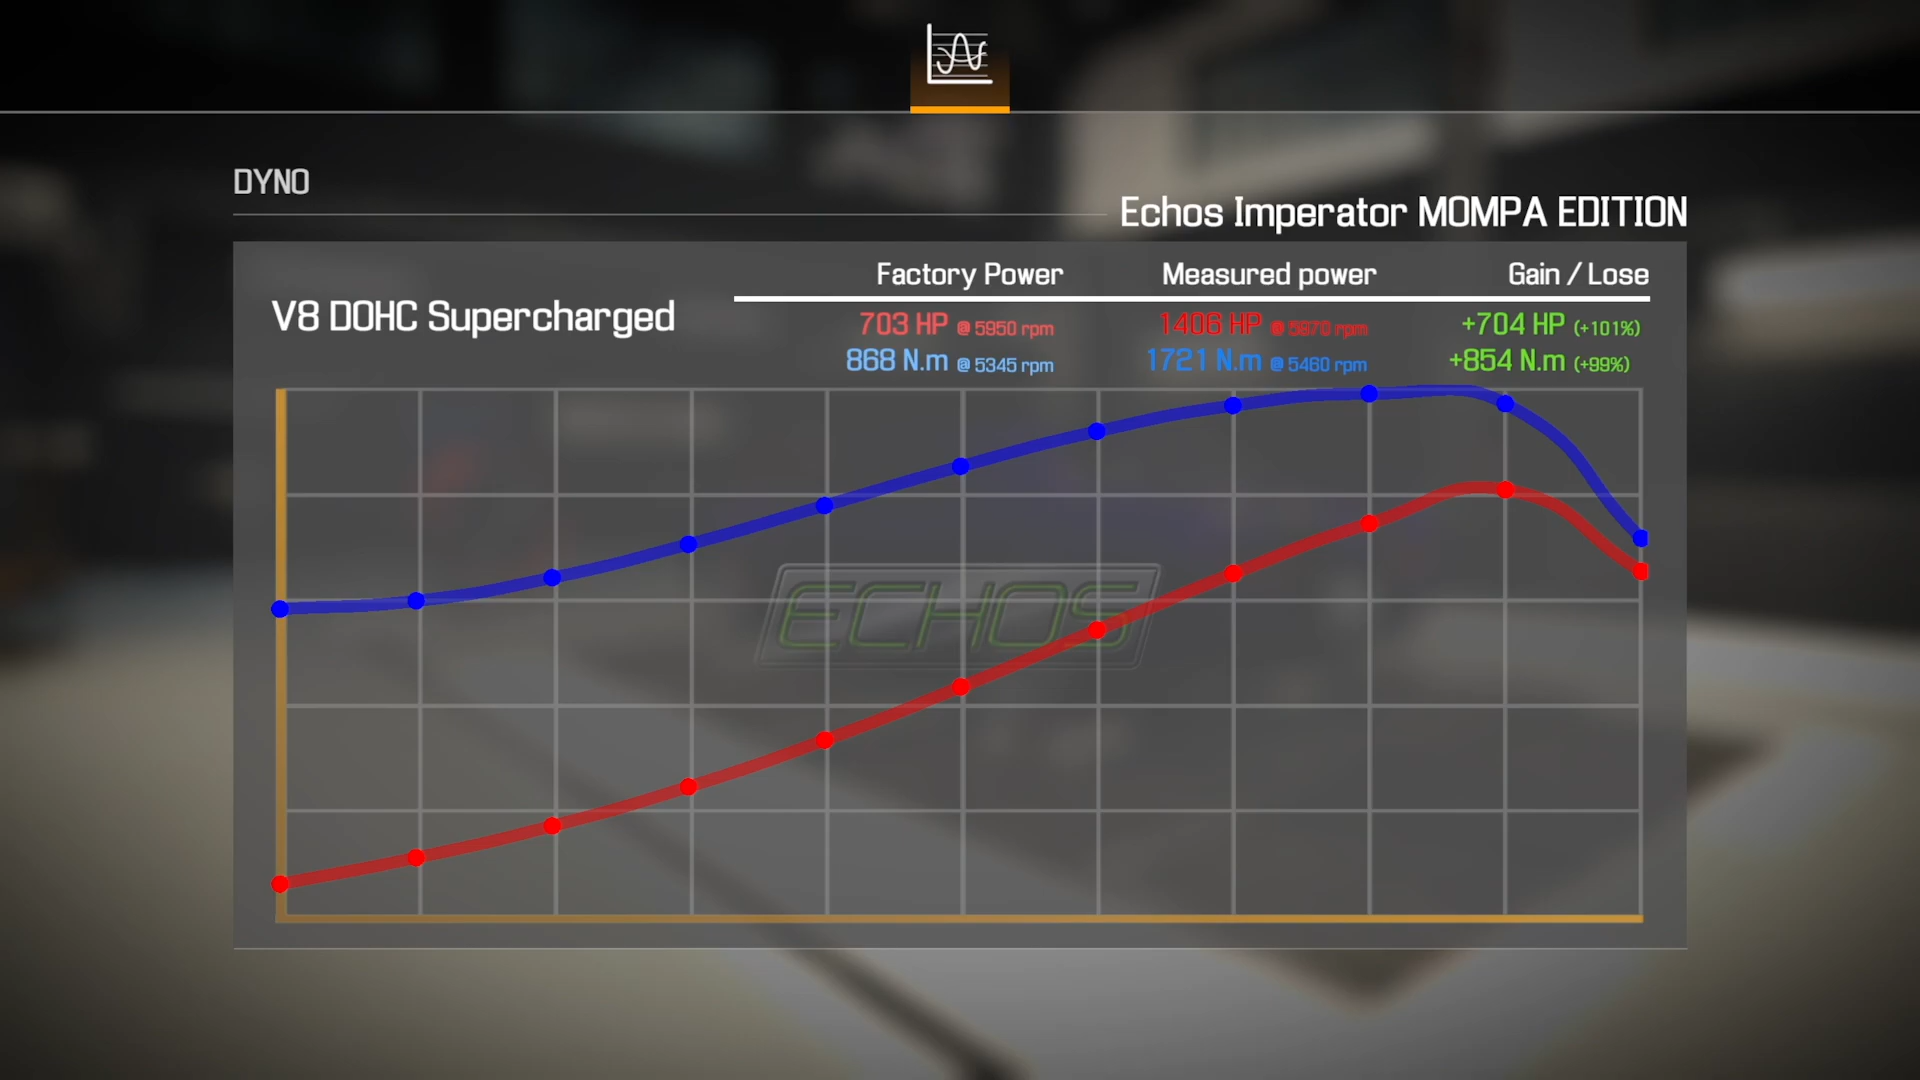 DYNO
Echos Imperator MOMPA EDITION
Factory Power Measured power Gain / Lose
V8 DOHC Supercharged
703 HP @ 5950 rpm 1406 HP @ 5970 rpm +704 HP (+101%)
868 N.m @ 5345 rpm 1721 N.m @ 5460 rpm +854 N.m (+99%)
ECHOS